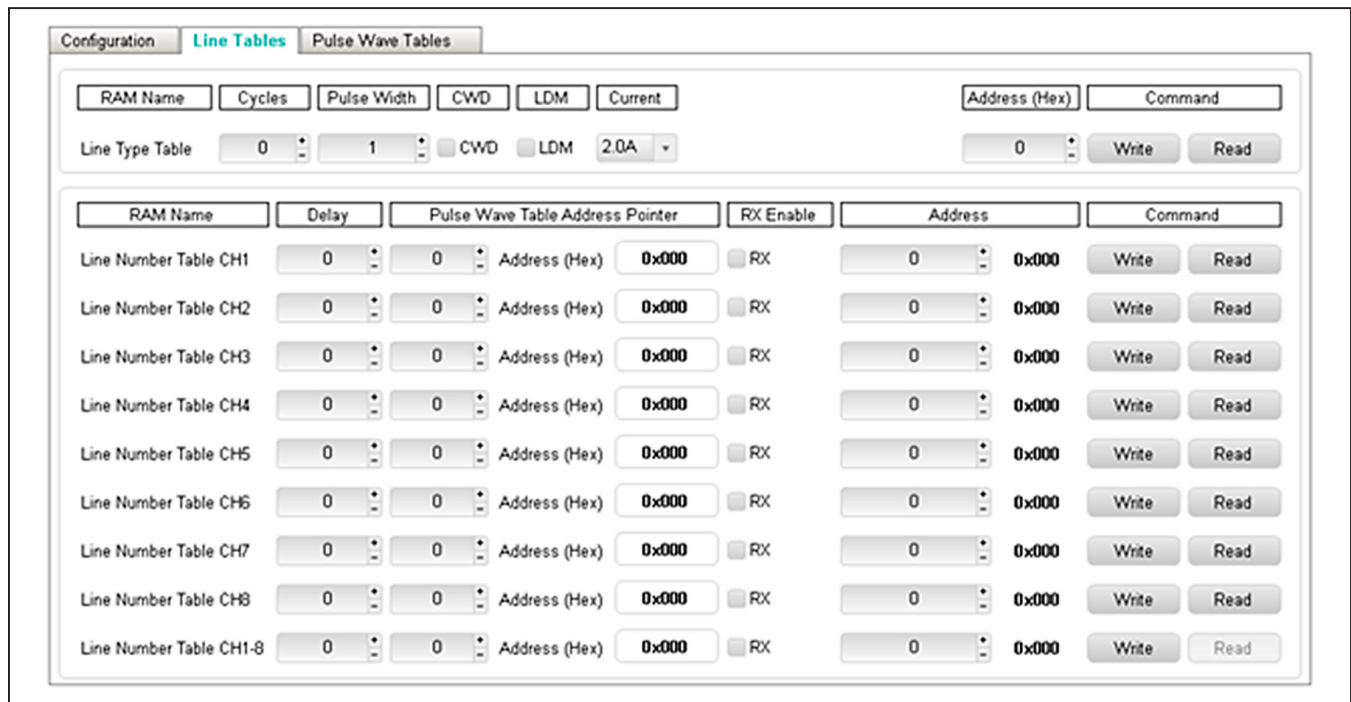 Configuration Line Tables Pulse Wave Tables
RAM Name Cycles Pulse Width CWD LDM Current Address (Hex) Command
Line Type Table 0 1 CWD LDM 2.0A 0 Write Read
RAM Name Delay Pulse Wave Table Address Pointer RX Enable Address Command
Line Number Table CH1 0 0 Address (Hex) 0x000 RX 0 0x000 Write Read
Line Number Table CH2 0 0 Address (Hex) 0x000 RX 0 0x000 Write Read
Line Number Table CH3 0 0 Address (Hex) 0x000 RX 0 0x000 Write Read
Line Number Table CH4 0 0 Address (Hex) 0x000 RX 0 0x000 Write Read
Line Number Table CH5 0 0 Address (Hex) 0x000 RX 0 0x000 Write Read
Line Number Table CH6 0 0 Address (Hex) 0x000 RX 0 0x000 Write Read
Line Number Table CH7 0 0 Address (Hex) 0x000 RX 0 0x000 Write Read
Line Number Table CH8 0 0 Address (Hex) 0x000 RX 0 0x000 Write Read
Line Number Table CH1-8 0 0 Address (Hex) 0x000 RX 0 0x000 Write Read